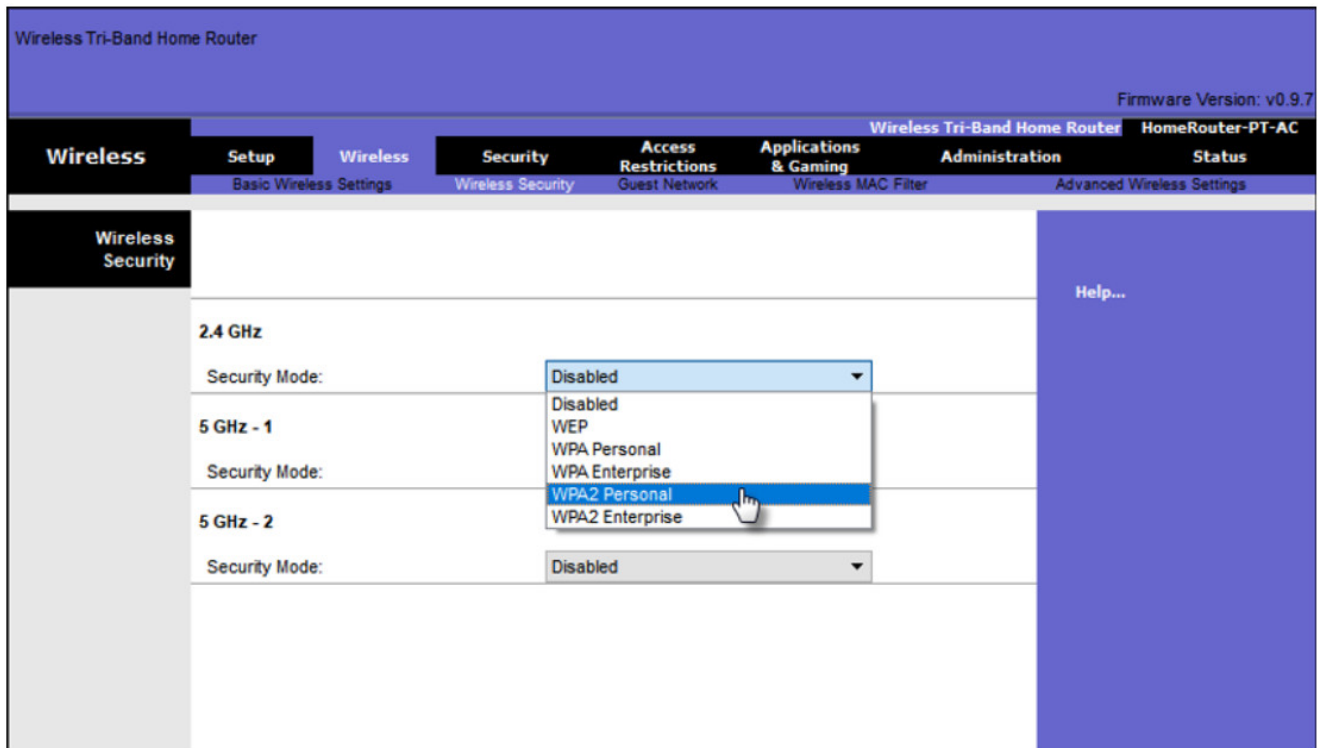 Wireless Tri-Band Home Router
Firmware Version: v0.9.7
Wireless Tri-Band Home Router HomeRouter-PT-AC
Wireless
Setup Wireless Security Access Restrictions Applications & Gaming Administration Status
Basic Wireless Settings Wireless Security Guest Network Wireless MAC Filter Advanced Wireless Settings
Wireless
Security
Help...
2.4 GHz
Security Mode: Disabled
Disabled
WEP
WPA Personal
WPA Enterprise
WPA2 Personal
WPA2 Enterprise
5 GHz - 1
Security Mode:
5 GHz - 2
Security Mode: Disabled